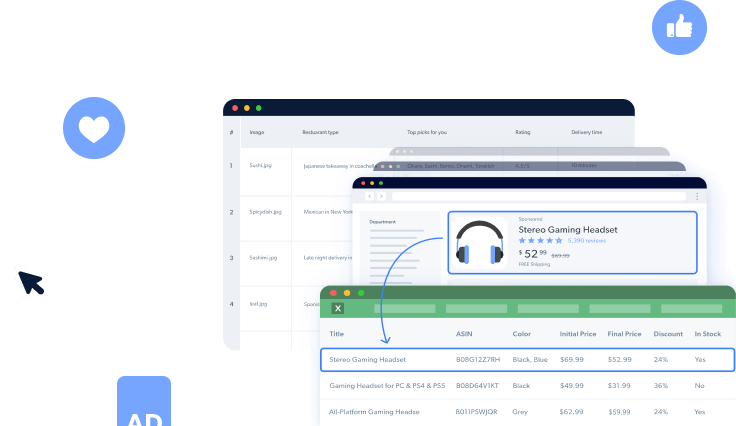 # Image Restaurant type Top picks for you Rating Delivery time
1 Sushi.jpg Japanese takeaway in coachella Ohana, Sushi, Benro, Onami, Toreiish 4.5/5 40 minutes
Department
Sponsored
Stereo Gaming Headset
5,390 reviews
$ 52 99 $69.99
FREE Shipping
2 Spicydish.jpg Mexican in New York
3 Sashimi.jpg Late night delivery in
4 leaf.jpg Spanish
X
Title ASIN Color Initial Price Final Price Discount In Stock
Stereo Gaming Headset B08G12Z7RH Black, Blue $69.99 $52.99 24% Yes
Gaming Headset for PC & PS4 & PS5 B08D64V1KT Black $49.99 $31.99 36% No
All-Platform Gaming Headse B011PSWJQR Grey $62.99 $59.99 24% Yes
AD